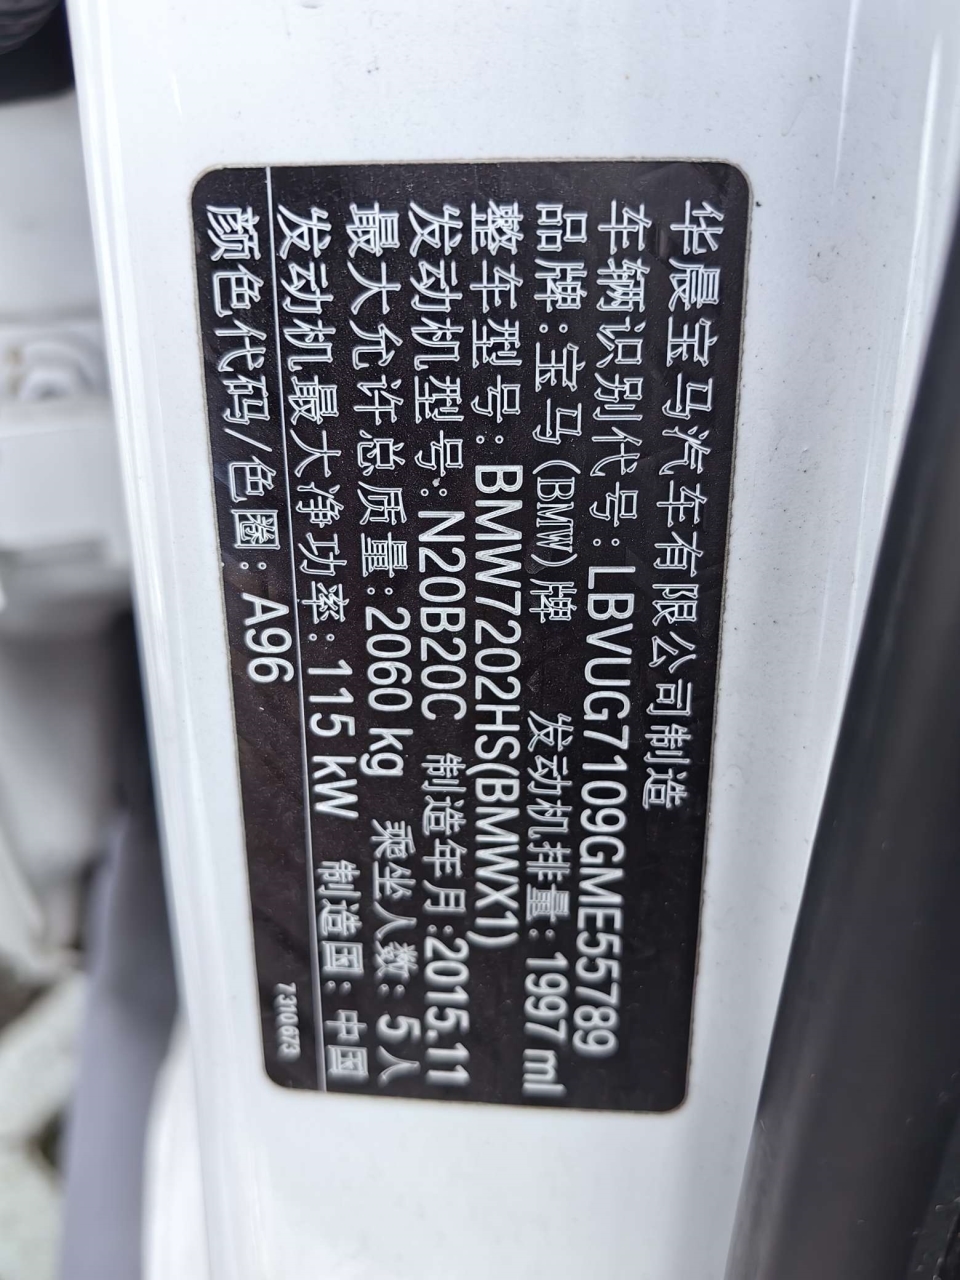 华晨宝马汽车有限公司制造
车辆识别代号:LBVUG7109GME55789
品牌:宝马(BMW)牌 发动机排量:1997 ml
整车型号:BMW7202HS(BMWX1)
发动机型号:N20B20C 制造年月:2015.11
最大允许总质量:2060 kg 乘坐人数:5人
发动机最大净功率:115 kW 制造国:中国
颜色代码/色圈:A96 7310673